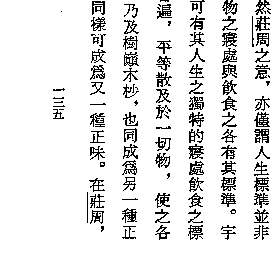 然莊周之意，亦僅謂人生標準並非
物之寢處與飲食之各有其標準。宇
可有其人生之獨特的寢處飲食之標
遍，平等散及於一切物，使之各
乃及樹巔木杪，也同成爲另一種正
同樣可成爲又一種正味。在莊周，
一三五